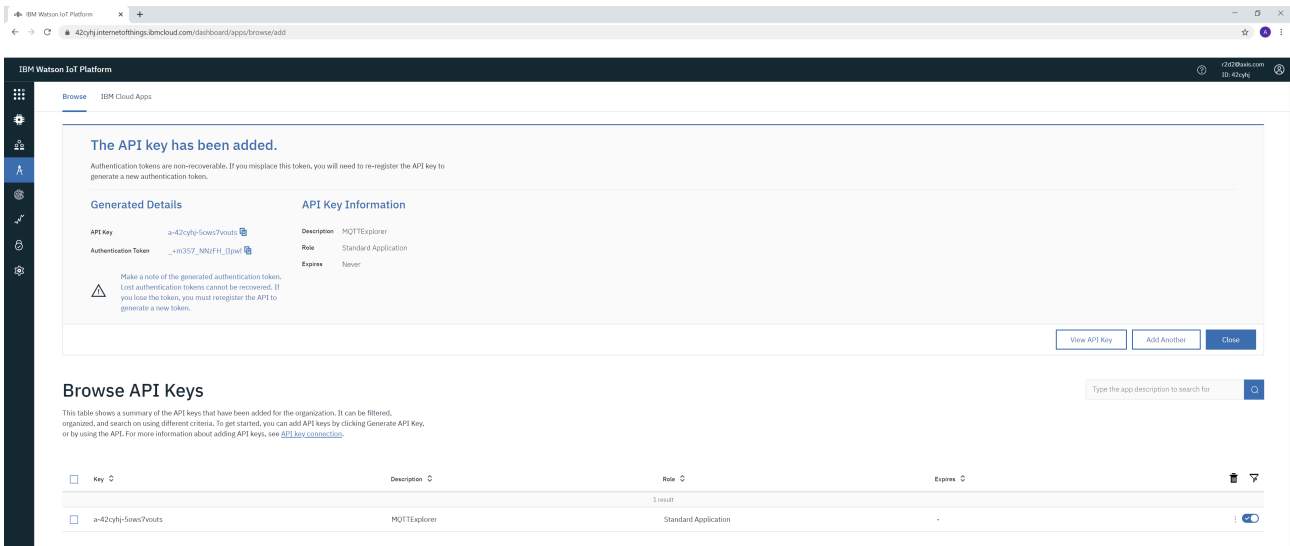 IBM Watson IoT Platform
42cyhj.internetofthings.ibmcloud.com/dashboard/apps/browse/add
A
IBM Watson IoT Platform
r2d2@axis.com
ID: 42cyhj
Browse IBM Cloud Apps
The API key has been added.
Authentication tokens are non-recoverable. If you misplace this token, you will need to re-register the API key to
generate a new authentication token.
Generated Details API Key Information
API Key a-42cyhj-5ows7vouts Description MQTTExplorer
Authentication Token _+m357_NNzFH_(Ipw( Role Standard Application
Expires Never
Make a note of the generated authentication token.
Lost authentication tokens cannot be recovered. If
you lose the token, you must reregister the API to
generate a new token.
View API Key Add Another Close
Browse API Keys
Type the app description to search for
This table shows a summary of the API keys that have been added for the organization. It can be filtered,
organized, and search on using different criteria. To get started, you can add API keys by clicking Generate API Key,
or by using the API. For more information about adding API keys, see API key connection.
Key Description Role Expires
1 result
a-42cyhj-5ows7vouts MQTTExplorer Standard Application -